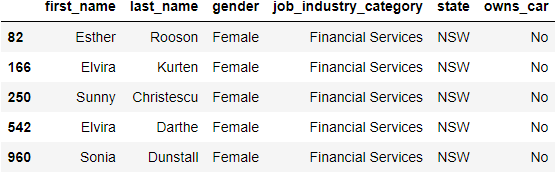 first_name last_name gender job_industry_category state owns_car
82 Esther Rooson Female Financial Services NSW No
166 Elvira Kurten Female Financial Services NSW No
250 Sunny Christescu Female Financial Services NSW No
542 Elvira Darthe Female Financial Services NSW No
960 Sonia Dunstall Female Financial Services NSW No